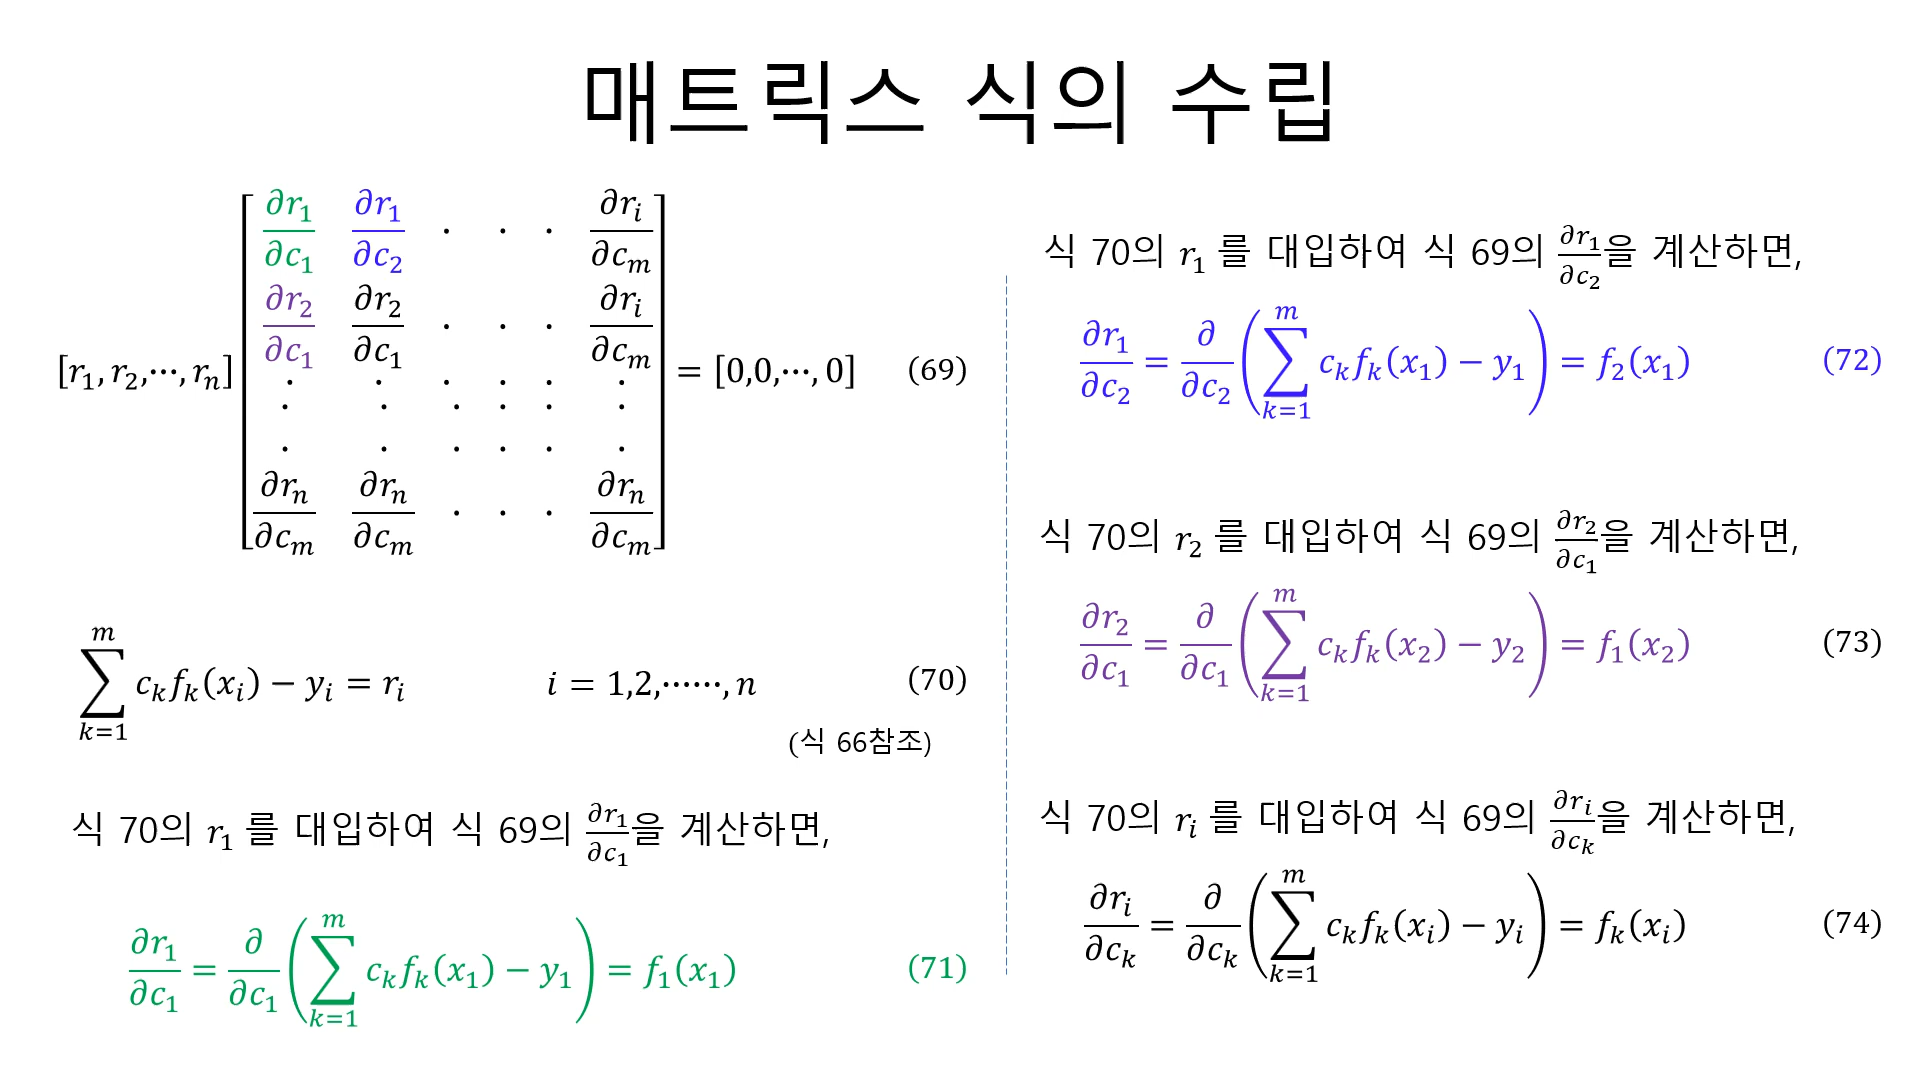 매트릭스 식의 수립
[r₁, r₂,⋯, rₙ] [∂r₁/∂c₁ ∂r₁/∂c₂ · · · ∂rᵢ/∂cₘ
∂r₂/∂c₁ ∂r₂/∂c₁ · · · ∂rᵢ/∂cₘ
· · · · · ·
· · · · · ·
· · · · · ·
∂rₙ/∂cₘ ∂rₙ/∂cₘ · · · ∂rₙ/∂cₘ] = [0,0,⋯, 0] (69)
∑_{k=1}^{m} cₖfₖ(xᵢ) − yᵢ = rᵢ i = 1,2,⋯⋯, n (70)
(식 66참조)
식 70의 r₁ 를 대입하여 식 69의 ∂r₁/∂c₁을 계산하면,
∂r₁/∂c₁ = ∂/∂c₁ (∑_{k=1}^{m} cₖfₖ(x₁) − y₁) = f₁(x₁) (71)
식 70의 r₁ 를 대입하여 식 69의 ∂r₁/∂c₂을 계산하면,
∂r₁/∂c₂ = ∂/∂c₂ (∑_{k=1}^{m} cₖfₖ(x₁) − y₁) = f₂(x₁) (72)
식 70의 r₂ 를 대입하여 식 69의 ∂r₂/∂c₁을 계산하면,
∂r₂/∂c₁ = ∂/∂c₁ (∑_{k=1}^{m} cₖfₖ(x₂) − y₂) = f₁(x₂) (73)
식 70의 rᵢ 를 대입하여 식 69의 ∂rᵢ/∂cₖ을 계산하면,
∂rᵢ/∂cₖ = ∂/∂cₖ (∑_{k=1}^{m} cₖfₖ(xᵢ) − yᵢ) = fₖ(xᵢ) (74)